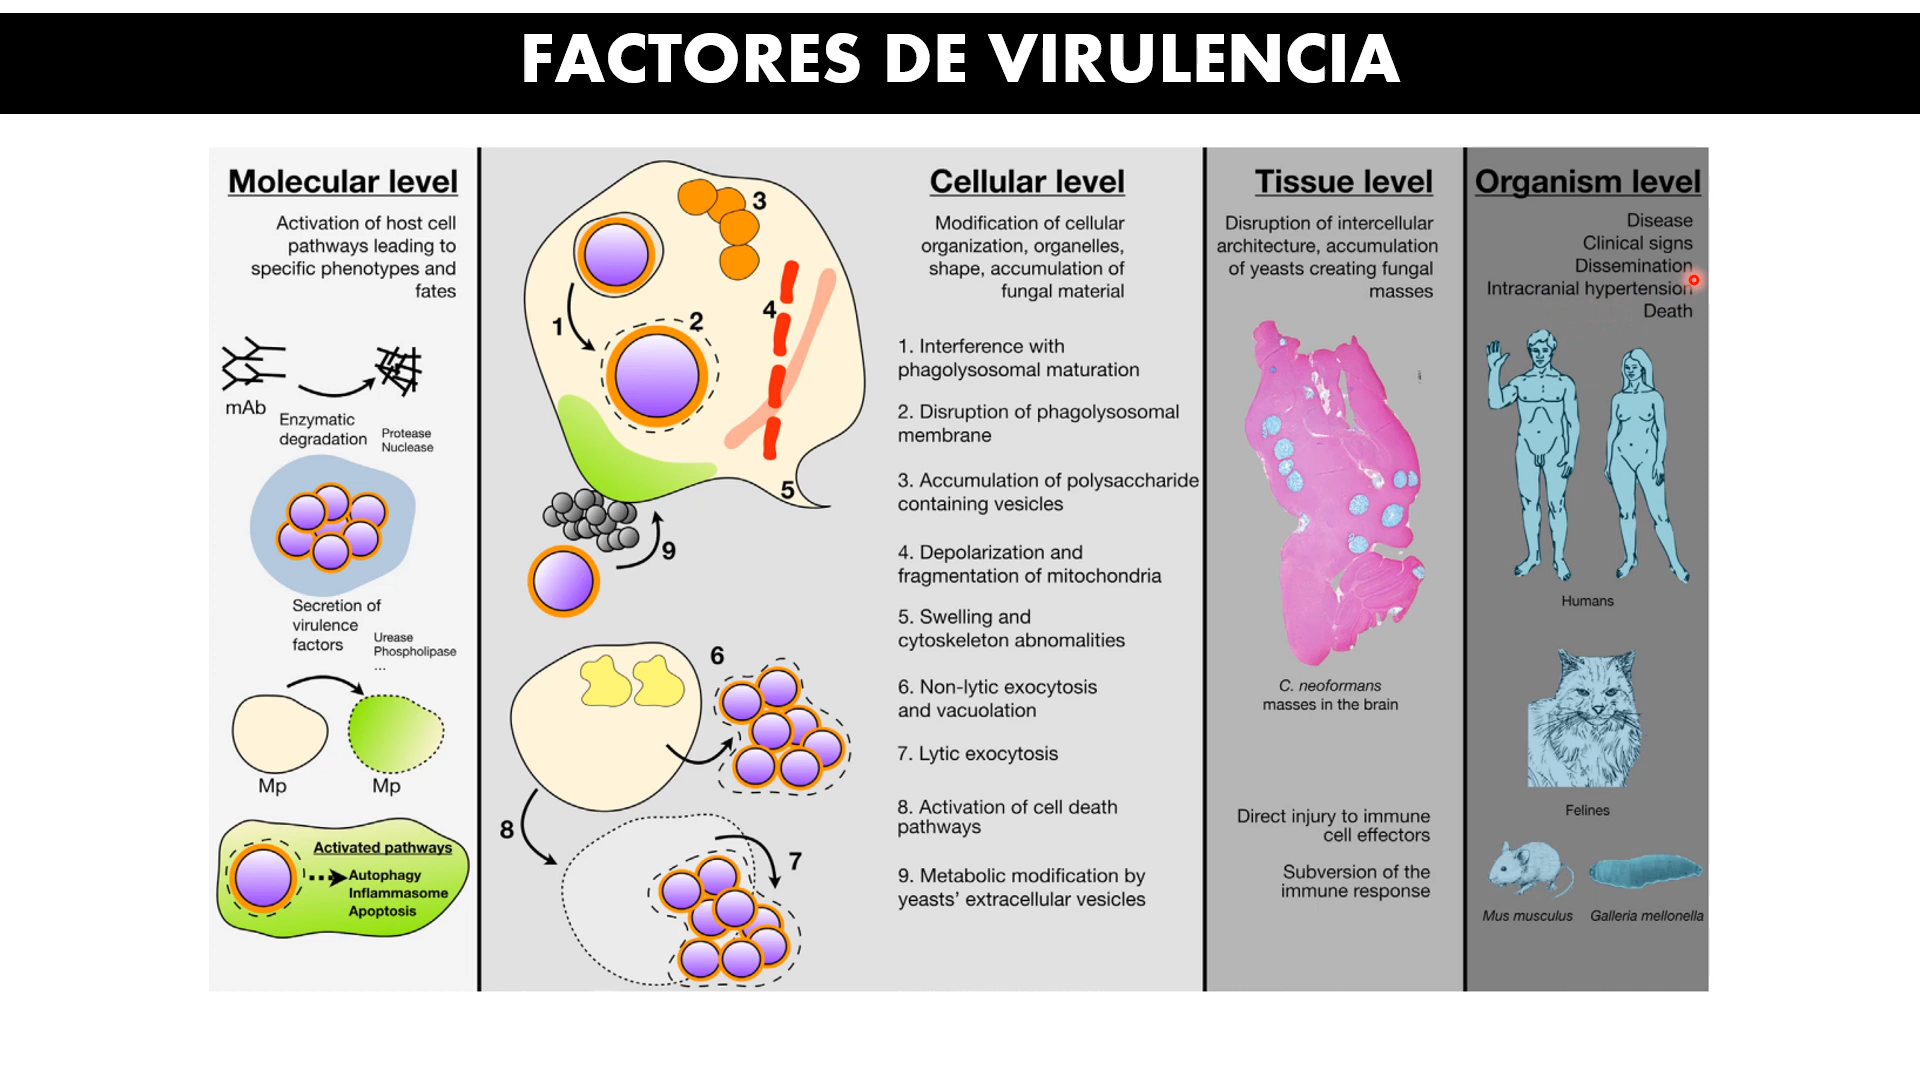 FACTORES DE VIRULENCIA
Molecular level
Activation of host cell
pathways leading to
specific phenotypes and
fates
mAb
Enzymatic
degradation
Protease
Nuclease
Secretion of
virulence
factors
Urease
Phospholipase
...
Mp
Mp
Activated pathways
Autophagy
Inflammasome
Apoptosis
1
2
3
4
5
9
6
8
7
Cellular level
Modification of cellular
organization, organelles,
shape, accumulation of
fungal material
1. Interference with
phagolysosomal maturation
2. Disruption of phagolysosomal
membrane
3. Accumulation of polysaccharide
containing vesicles
4. Depolarization and
fragmentation of mitochondria
5. Swelling and
cytoskeleton abnormalities
6. Non-lytic exocytosis
and vacuolation
7. Lytic exocytosis
8. Activation of cell death
pathways
9. Metabolic modification by
yeasts’ extracellular vesicles
Tissue level
Disruption of intercellular
architecture, accumulation
of yeasts creating fungal
masses
C. neoformans
masses in the brain
Direct injury to immune
cell effectors
Subversion of the
immune response
Organism level
Disease
Clinical signs
Dissemination
Intracranial hypertension
Death
Humans
Felines
Mus musculus
Galleria mellonella